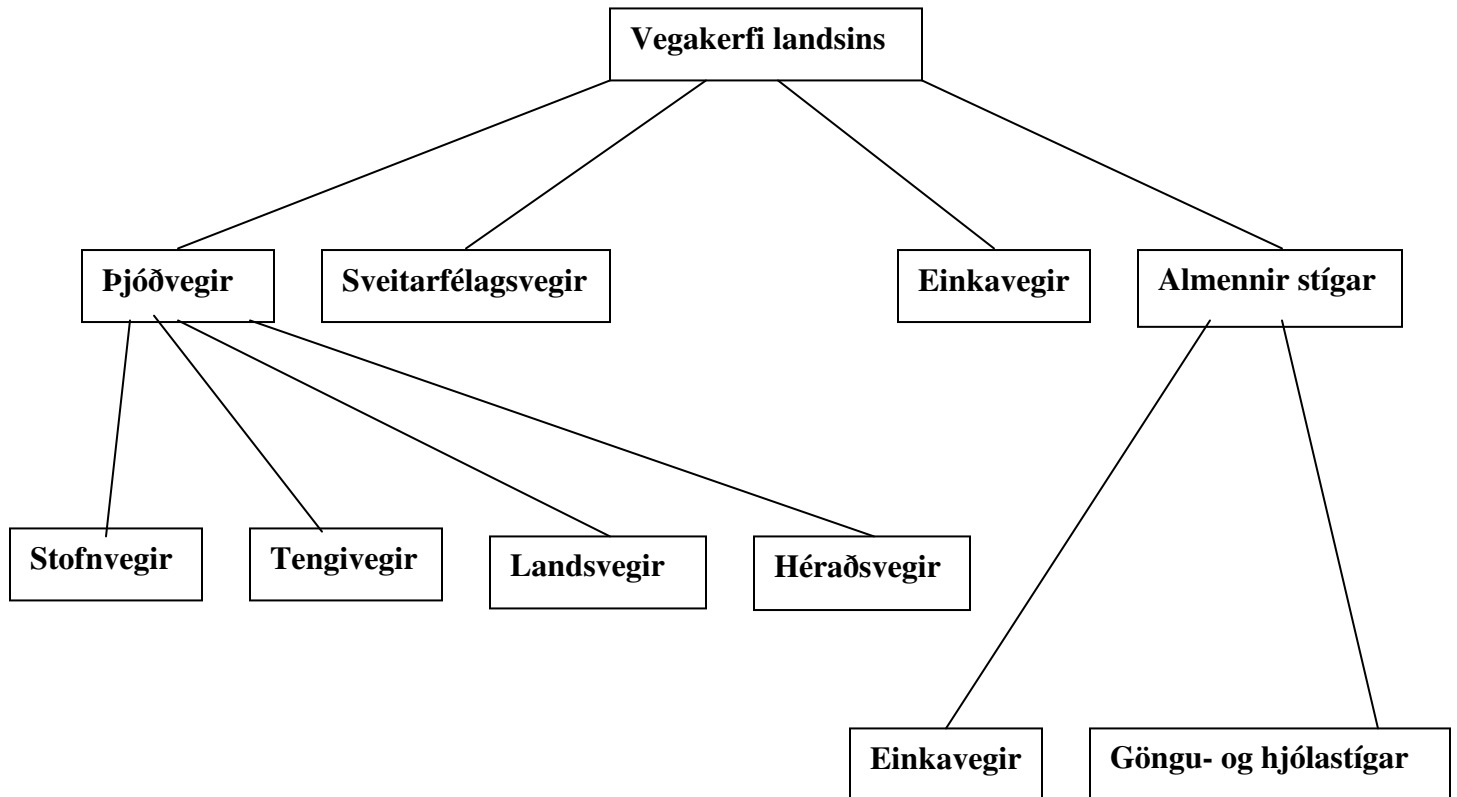 Vegakerfi landsins
Þjóðvegir
Sveitarfélagsvegir
Einkavegir
Almennir stígar
Stofnvegir
Tengivegir
Landsvegir
Héraðsvegir
Einkavegir
Göngu- og hjólastígar